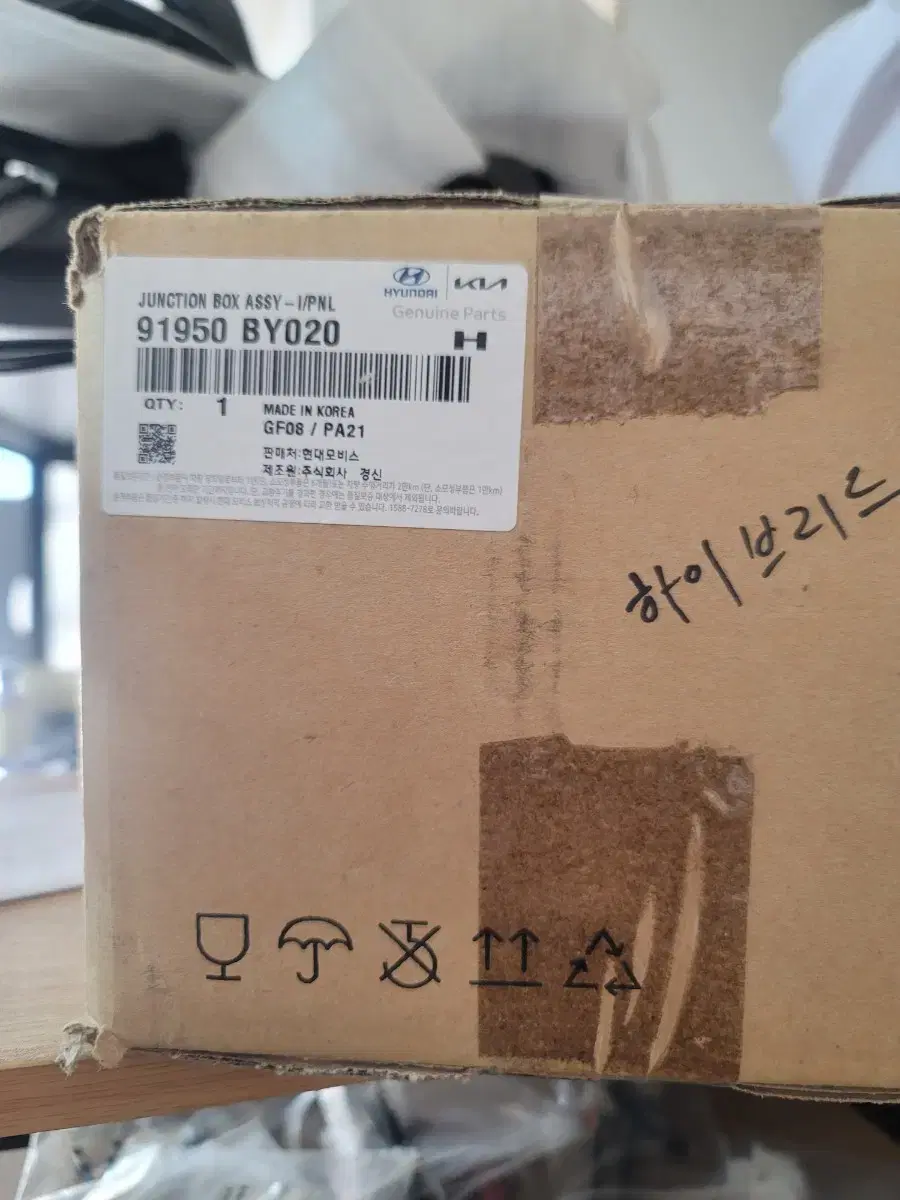 HYUNDAI KIA
Genuine Parts
JUNCTION BOX ASSY-I/PNL
91950 BY020
H
QTY: 1
MADE IN KOREA
GF08 / PA21
판매처:현대모비스
제조원:주식회사 경신
하이브리드